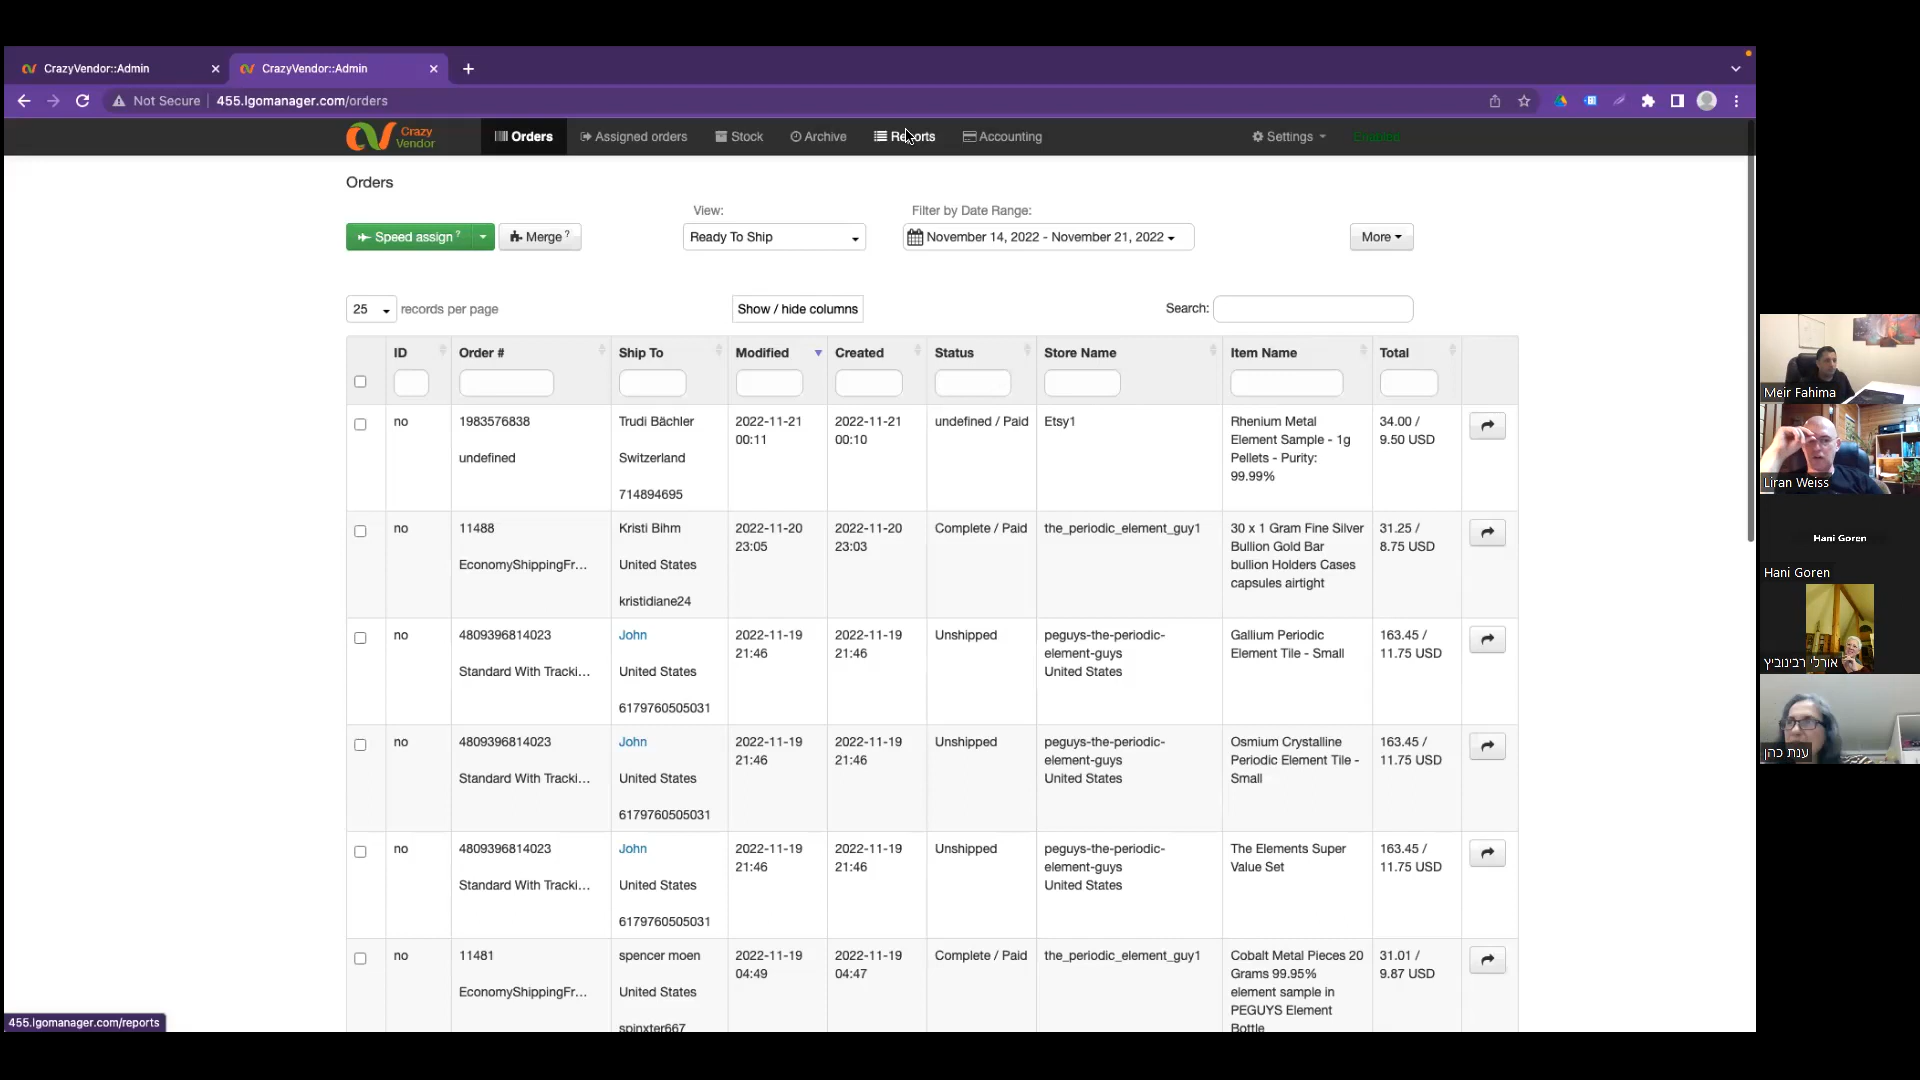 CrazyVendor::Admin
CrazyVendor::Admin
Not Secure
455.lgomanager.com/orders
Crazy Vendor
Orders
Assigned orders
Stock
Archive
Reports
Accounting
Settings
Enabled
Orders
View:
Filter by Date Range:
Speed assign ?
Merge ?
Ready To Ship
November 14, 2022 - November 21, 2022
More
25
records per page
Show / hide columns
Search:
ID
Order #
Ship To
Modified
Created
Status
Store Name
Item Name
Total
no
1983576838
undefined
Trudi Bächler
Switzerland
714894695
2022-11-21
00:11
2022-11-21
00:10
undefined / Paid
Etsy1
Rhenium Metal
Element Sample - 1g
Pellets - Purity:
99.99%
34.00 /
9.50 USD
no
11488
EconomyShippingFr...
Kristi Bihm
United States
kristidiane24
2022-11-20
23:05
2022-11-20
23:03
Complete / Paid
the_periodic_element_guy1
30 x 1 Gram Fine Silver
Bullion Gold Bar
bullion Holders Cases
capsules airtight
31.25 /
8.75 USD
no
4809396814023
Standard With Tracki...
John
United States
6179760505031
2022-11-19
21:46
2022-11-19
21:46
Unshipped
peguys-the-periodic-
element-guys
United States
Gallium Periodic
Element Tile - Small
163.45 /
11.75 USD
no
4809396814023
Standard With Tracki...
John
United States
6179760505031
2022-11-19
21:46
2022-11-19
21:46
Unshipped
peguys-the-periodic-
element-guys
United States
Osmium Crystalline
Periodic Element Tile -
Small
163.45 /
11.75 USD
no
4809396814023
Standard With Tracki...
John
United States
6179760505031
2022-11-19
21:46
2022-11-19
21:46
Unshipped
peguys-the-periodic-
element-guys
United States
The Elements Super
Value Set
163.45 /
11.75 USD
no
11481
EconomyShippingFr...
spencer moen
United States
spinxter667
2022-11-19
04:49
2022-11-19
04:47
Complete / Paid
the_periodic_element_guy1
Cobalt Metal Pieces 20
Grams 99.95%
element sample in
PEGUYS Element
Bottle
31.01 /
9.87 USD
455.lgomanager.com/reports
Meir Fahima
Liran Weiss
Hani Goren
Hani Goren
אורלי רבינוביץ
ענת כהן